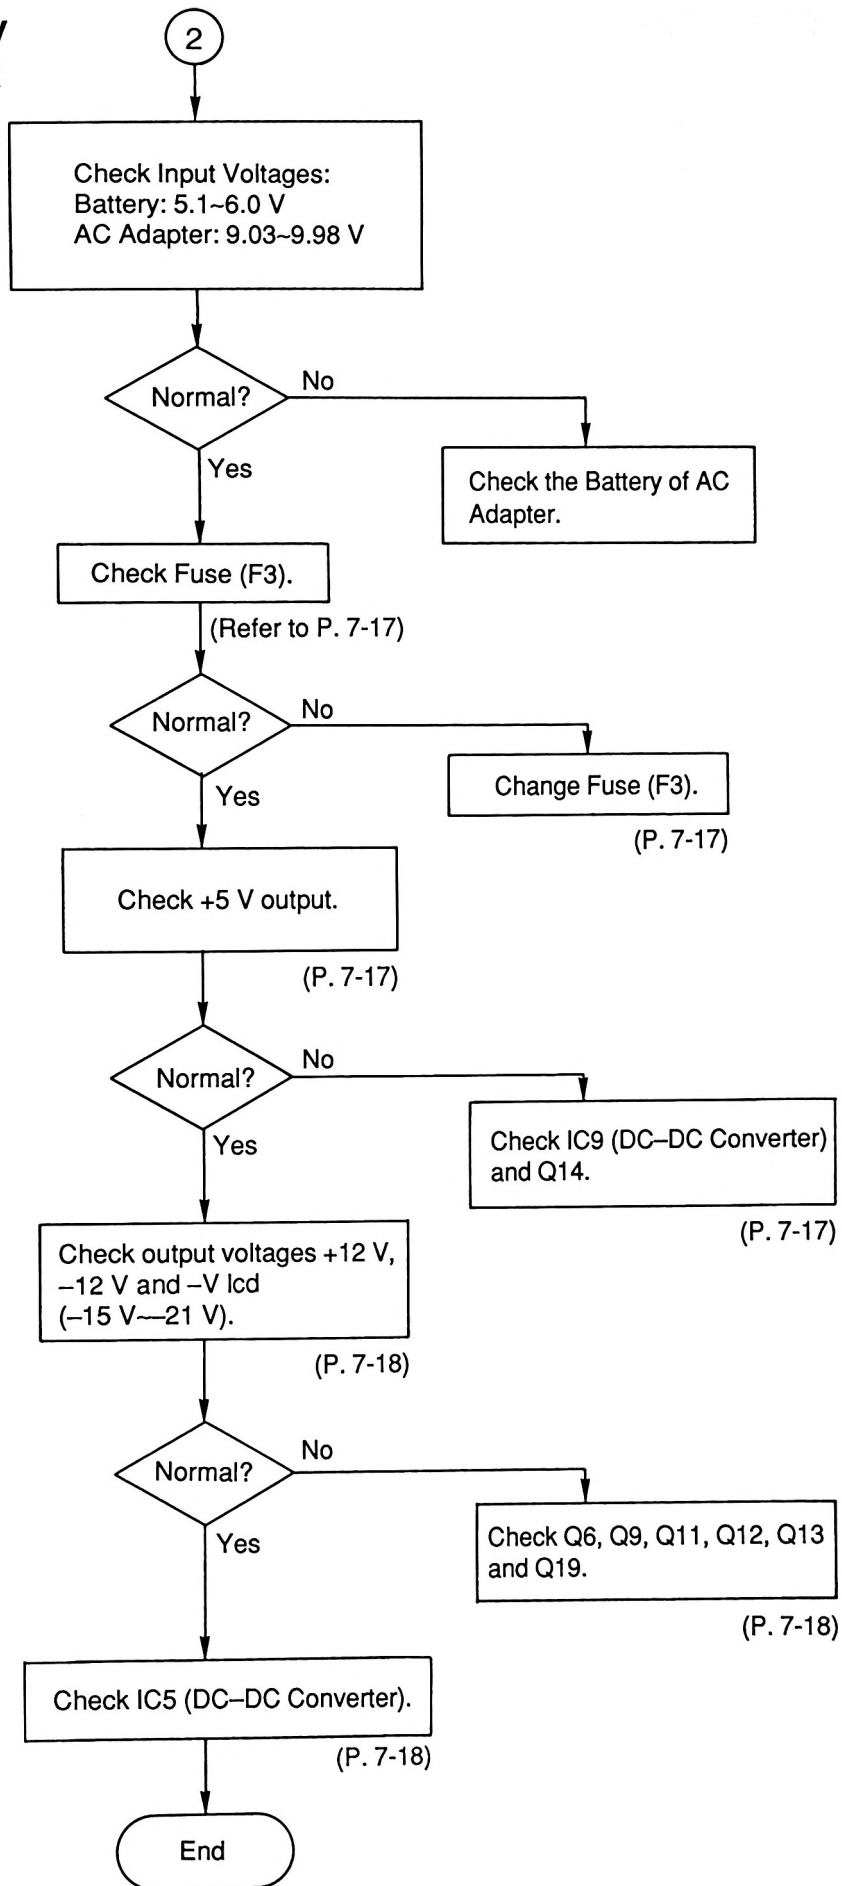 2
Check Input Voltages:
Battery: 5.1~6.0 V
AC Adapter: 9.03~9.98 V
Normal?
No
Yes
Check the Battery of AC
Adapter.
Check Fuse (F3).
(Refer to P. 7-17)
Normal?
No
Yes
Change Fuse (F3).
(P. 7-17)
Check +5 V output.
(P. 7-17)
Normal?
No
Yes
Check IC9 (DC–DC Converter)
and Q14.
(P. 7-17)
Check output voltages +12 V,
–12 V and –V lcd
(–15 V~–21 V).
(P. 7-18)
Normal?
No
Yes
Check Q6, Q9, Q11, Q12, Q13
and Q19.
(P. 7-18)
Check IC5 (DC–DC Converter).
(P. 7-18)
End